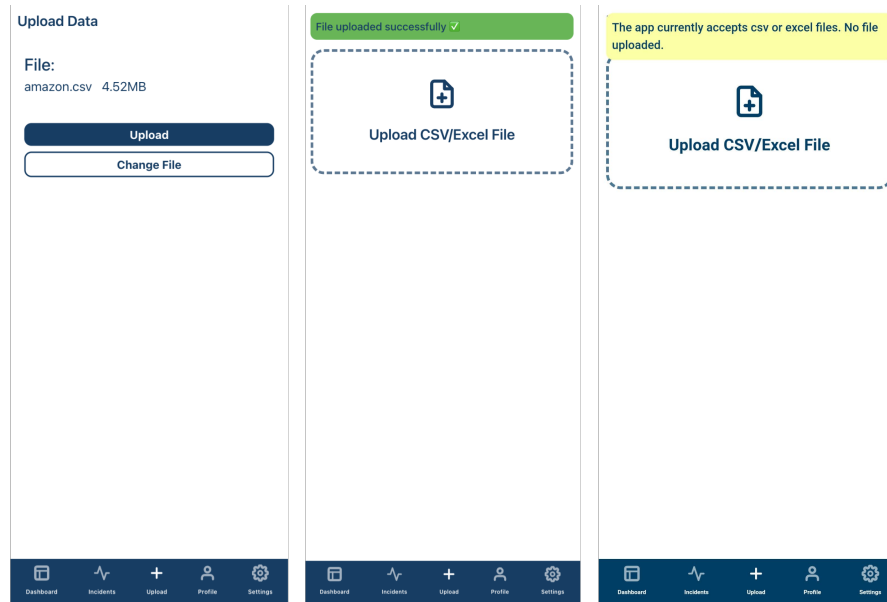 Upload Data
File:
amazon.csv 4.52MB
Upload
Change File
Dashboard Incidents Upload Profile Settings
File uploaded successfully ✅
Upload CSV/Excel File
Dashboard Incidents Upload Profile Settings
The app currently accepts csv or excel files. No file
uploaded.
Upload CSV/Excel File
Dashboard Incidents Upload Profile Settings